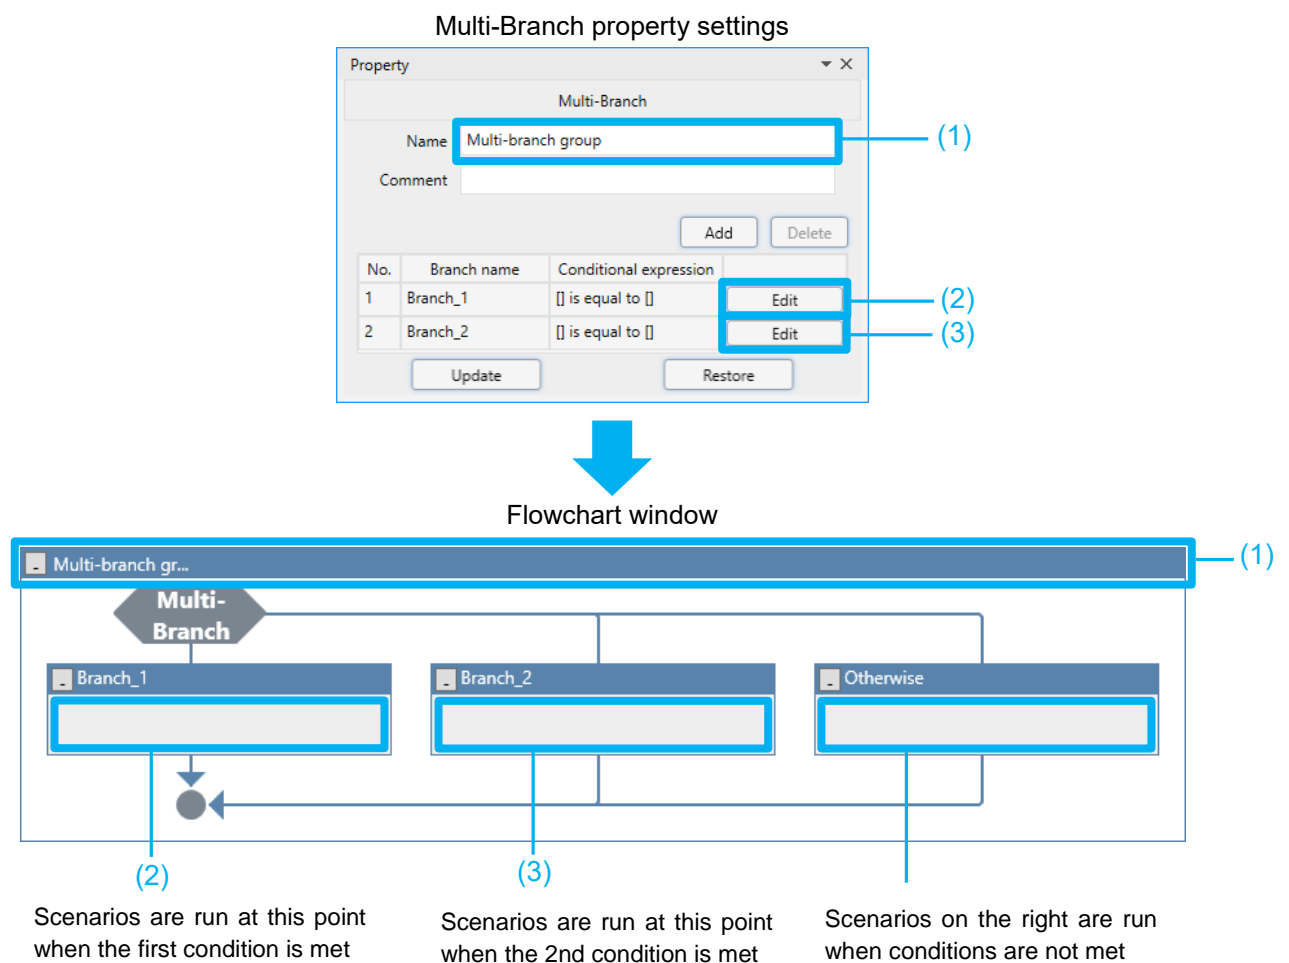 Multi-Branch property settings
Property
Multi-Branch
Name Multi-branch group (1)
Comment
Add Delete
No. Branch name Conditional expression
1 Branch_1 [] is equal to [] Edit (2)
2 Branch_2 [] is equal to [] Edit (3)
Update Restore
Flowchart window
- Multi-branch gr... (1)
Multi-
Branch
- Branch_1 - Branch_2 - Otherwise
(2) (3)
Scenarios are run at this point
when the first condition is met
Scenarios are run at this point
when the 2nd condition is met
Scenarios on the right are run
when conditions are not met